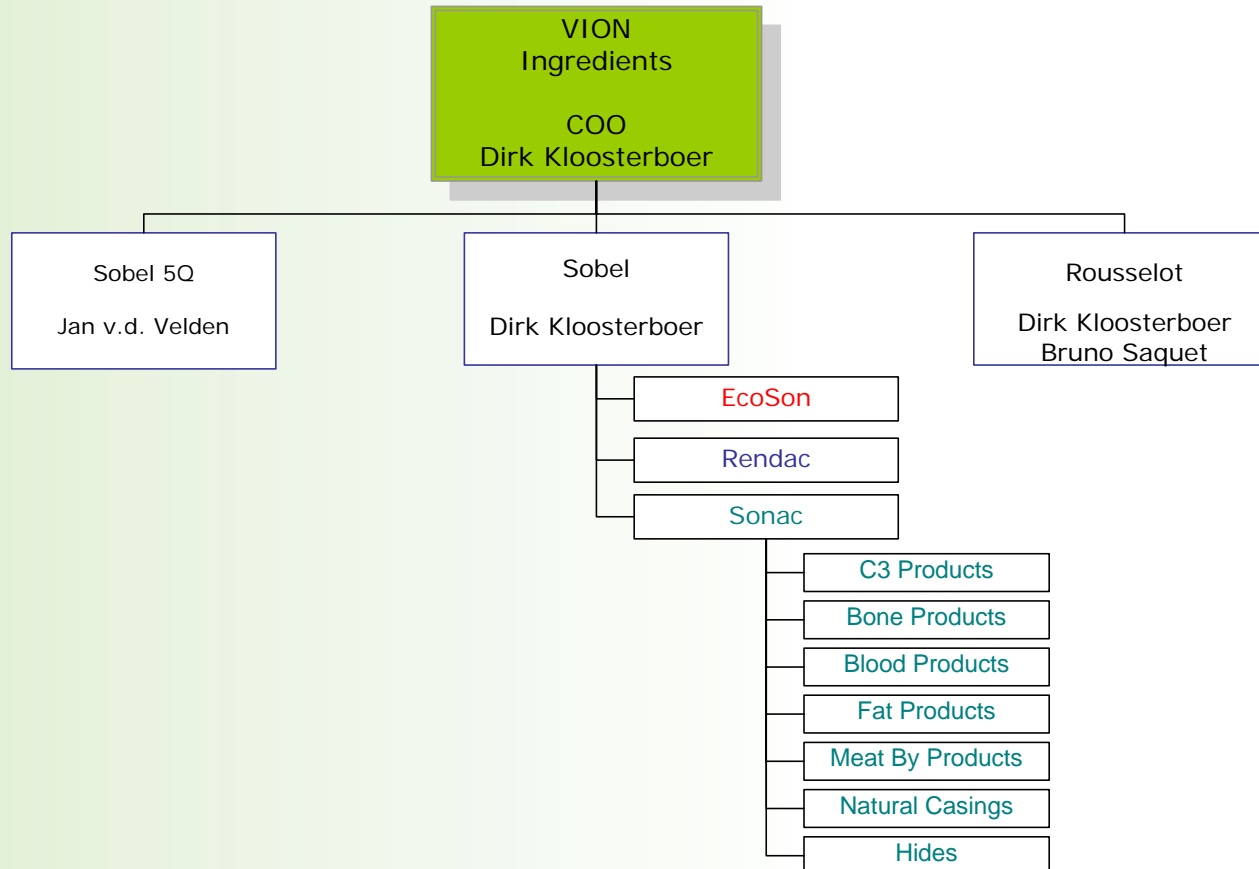 VION
Ingredients
COO
Dirk Kloosterboer
Sobel 5Q
Jan v.d. Velden
Sobel
Dirk Kloosterboer
Rousselot
Dirk Kloosterboer
Bruno Saquet
EcoSon
Rendac
Sonac
C3 Products
Bone Products
Blood Products
Fat Products
Meat By Products
Natural Casings
Hides